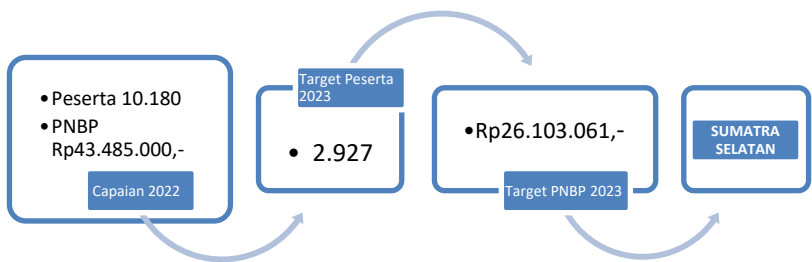 • Peserta 10.180
• PNBP
Rp43.485.000,-
Capaian 2022
Target Peserta
2023
• 2.927
•Rp26.103.061,-
Target PNBP 2023
SUMATRA
SELATAN